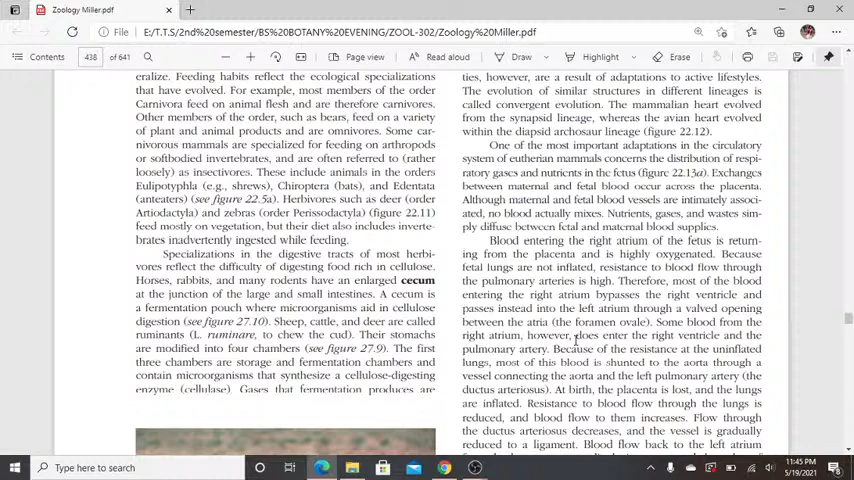 Zoology Miller.pdf
File
E:/T.T.S/2nd%20semester/BS%20BOTANY%20EVENING/ZOOL-302/Zoology%20Miller.pdf
Contents
438
of 641
Page view
Read aloud
Draw
Highlight
Erase
eralize. Feeding habits reflect the ecological specializations
that have evolved. For example, most members of the order
Carnivora feed on animal flesh and are therefore carnivores.
Other members of the order, such as bears, feed on a variety
of plant and animal products and are omnivores. Some car-
nivorous mammals are specialized for feeding on arthropods
or softbodied invertebrates, and are often referred to (rather
loosely) as insectivores. These include animals in the orders
Eulipotyphla (e.g., shrews), Chiroptera (bats), and Edentata
(anteaters) (see figure 22.5a). Herbivores such as deer (order
Artiodactyla) and zebras (order Perissodactyla) (figure 22.11)
feed mostly on vegetation, but their diet also includes inverte-
brates inadvertently ingested while feeding.
Specializations in the digestive tracts of most herbi-
vores reflect the difficulty of digesting food rich in cellulose.
Horses, rabbits, and many rodents have an enlarged cecum
at the junction of the large and small intestines. A cecum is
a fermentation pouch where microorganisms aid in cellulose
digestion (see figure 27.10). Sheep, cattle, and deer are called
ruminants (L. ruminare, to chew the cud). Their stomachs
are modified into four chambers (see figure 27.9). The first
three chambers are storage and fermentation chambers and
contain microorganisms that synthesize a cellulose-digesting
enzyme (cellulase). Gases that fermentation produces are
ties, however, are a result of adaptations to active lifestyles.
The evolution of similar structures in different lineages is
called convergent evolution. The mammalian heart evolved
from the synapsid lineage, whereas the avian heart evolved
within the diapsid archosaur lineage (figure 22.12).
One of the most important adaptations in the circulatory
system of eutherian mammals concerns the distribution of respi-
ratory gases and nutrients in the fetus (figure 22.13a). Exchanges
between maternal and fetal blood occur across the placenta.
Although maternal and fetal blood vessels are intimately associ-
ated, no blood actually mixes. Nutrients, gases, and wastes sim-
ply diffuse between fetal and maternal blood supplies.
Blood entering the right atrium of the fetus is return-
ing from the placenta and is highly oxygenated. Because
fetal lungs are not inflated, resistance to blood flow through
the pulmonary arteries is high. Therefore, most of the blood
entering the right atrium bypasses the right ventricle and
passes instead into the left atrium through a valved opening
between the atria (the foramen ovale). Some blood from the
right atrium, however, does enter the right ventricle and the
pulmonary artery. Because of the resistance at the uninflated
lungs, most of this blood is shunted to the aorta through a
vessel connecting the aorta and the left pulmonary artery (the
ductus arteriosus). At birth, the placenta is lost, and the lungs
are inflated. Resistance to blood flow through the lungs is
reduced, and blood flow to them increases. Flow through
the ductus arteriosus decreases, and the vessel is gradually
reduced to a ligament. Blood flow back to the left atrium
Type here to search
11:45 PM
5/19/2021